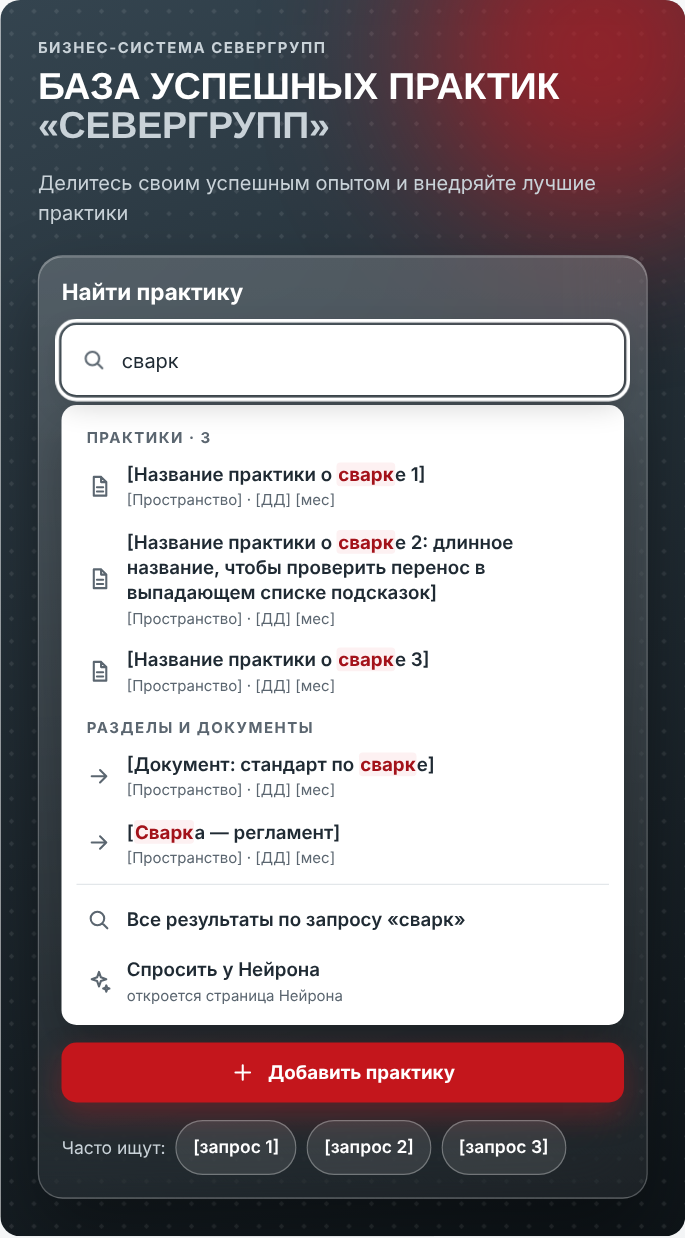 БИЗНЕС-СИСТЕМА СЕВЕРГРУПП
БАЗА УСПЕШНЫХ ПРАКТИК
«СЕВЕРГРУПП»
Делитесь своим успешным опытом и внедряйте лучшие
практики
Найти практику
сварк
ПРАКТИКИ · 3
[Название практики о сварке 1]
[Пространство] · [ДД] [мес]
[Название практики о сварке 2: длинное
название, чтобы проверить перенос в
выпадающем списке подсказок]
[Пространство] · [ДД] [мес]
[Название практики о сварке 3]
[Пространство] · [ДД] [мес]
РАЗДЕЛЫ И ДОКУМЕНТЫ
[Документ: стандарт по сварке]
[Пространство] · [ДД] [мес]
[Сварка — регламент]
[Пространство] · [ДД] [мес]
Все результаты по запросу «сварк»
Спросить у Нейрона
откроется страница Нейрона
Добавить практику
Часто ищут: [запрос 1] [запрос 2] [запрос 3]